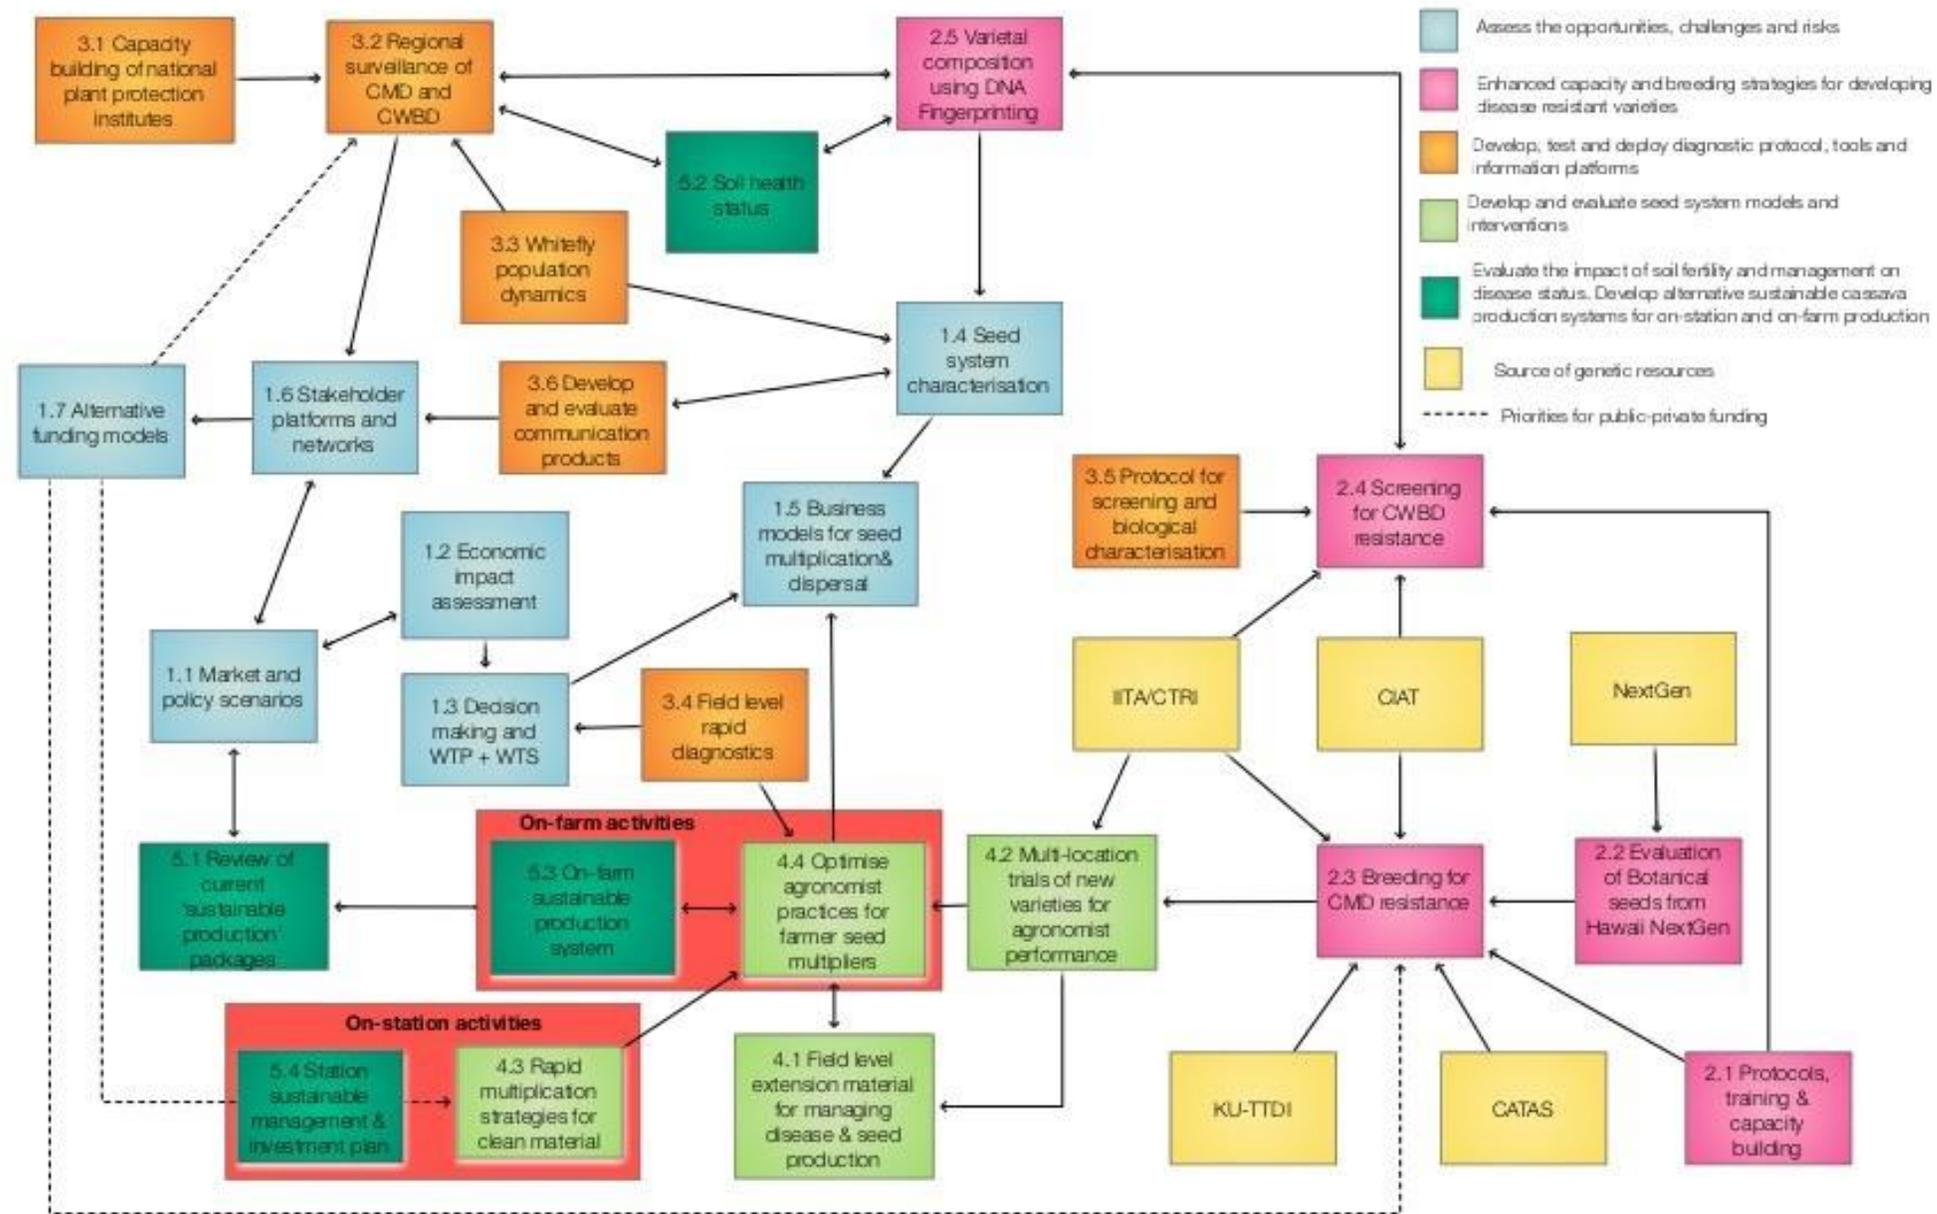 3.1 Capacity
building of national
plant protection
institutes
3.2 Regional
surveillance of
CMD and
CWBD
2.5 Varietal
composition
using DNA
Fingerprinting
5.2 Soil health
status
3.3 Whitefly
population
dynamics
1.4 Seed
system
characterisation
1.7 Alternative
funding models
1.6 Stakeholder
platforms and
networks
3.6 Develop
and evaluate
communication
products
1.5 Business
models for seed
multiplication&
dispersal
1.2 Economic
impact
assessment
1.1 Market and
policy scenarios
1.3 Decision
making and
WTP + WTS
3.4 Field level
rapid
diagnostics
3.5 Protocol for
screening and
biological
characterisation
2.4 Screening
for CWBD
resistance
IITA/CTRI
CIAT
NextGen
On-farm activities
5.1 Review of
current
'sustainable
production'
packages
5.3 On-farm
sustainable
production
system
4.4 Optimise
agronomist
practices for
farmer seed
multipliers
4.2 Multi-location
trials of new
varieties for
agronomist
performance
2.3 Breeding for
CMD resistance
2.2 Evaluation
of Botanical
seeds from
Hawaii NextGen
On-station activities
5.4 Station
sustainable
management &
investment plan
4.3 Rapid
multiplication
strategies for
clean material
4.1 Field level
extension material
for managing
disease & seed
production
KU-TTDI
CATAS
2.1 Protocols,
training &
capacity
building
Assess the opportunities, challenges and risks
Enhanced capacity and breeding strategies for developing
disease resistant varieties
Develop, test and deploy diagnostic protocol, tools and
information platforms
Develop and evaluate seed system models and
interventions
Evaluate the impact of soil fertility and management on
disease status. Develop alternative sustainable cassava
production systems for on-station and on-farm production
Source of genetic resources
Priorities for public-private funding